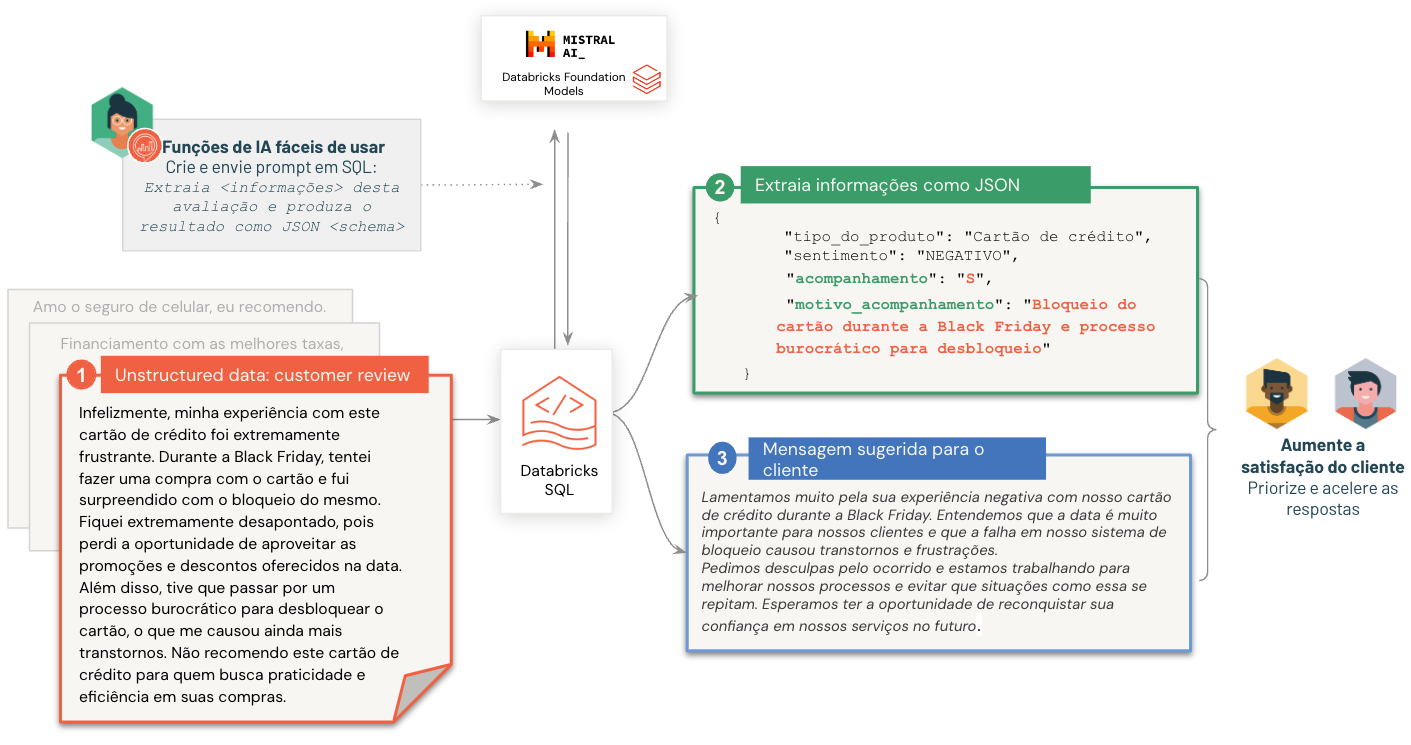 MISTRAL
AI_
Databricks Foundation
Models
Funções de IA fáceis de usar
Crie e envie prompt em SQL:
Extraia <informações> desta
avaliação e produza o
resultado como JSON <schema>
Amo o seguro de celular, eu recomendo.
Financiamento com as melhores taxas,
1 Unstructured data: customer review
Infelizmente, minha experiência com este
cartão de crédito foi extremamente
frustrante. Durante a Black Friday, tentei
fazer uma compra com o cartão e fui
surpreendido com o bloqueio do mesmo.
Fiquei extremamente desapontado, pois
perdi a oportunidade de aproveitar as
promoções e descontos oferecidos na data.
Além disso, tive que passar por um
processo burocrático para desbloquear o
cartão, o que me causou ainda mais
transtornos. Não recomendo este cartão de
crédito para quem busca praticidade e
eficiência em suas compras.
</>
Databricks
SQL
2 Extraia informações como JSON
{
"tipo_do_produto": "Cartão de crédito",
"sentimento": "NEGATIVO",
"acompanhamento": "S",
"motivo_acompanhamento": "Bloqueio do
cartão durante a Black Friday e processo
burocrático para desbloqueio"
}
3 Mensagem sugerida para o
cliente
Lamentamos muito pela sua experiência negativa com nosso cartão
de crédito durante a Black Friday. Entendemos que a data é muito
importante para nossos clientes e que a falha em nosso sistema de
bloqueio causou transtornos e frustrações.
Pedimos desculpas pelo ocorrido e estamos trabalhando para
melhorar nossos processos e evitar que situações como essa se
repitam. Esperamos ter a oportunidade de reconquistar sua
confiança em nossos serviços no futuro.
Aumente a
satisfação do cliente
Priorize e acelere as
respostas